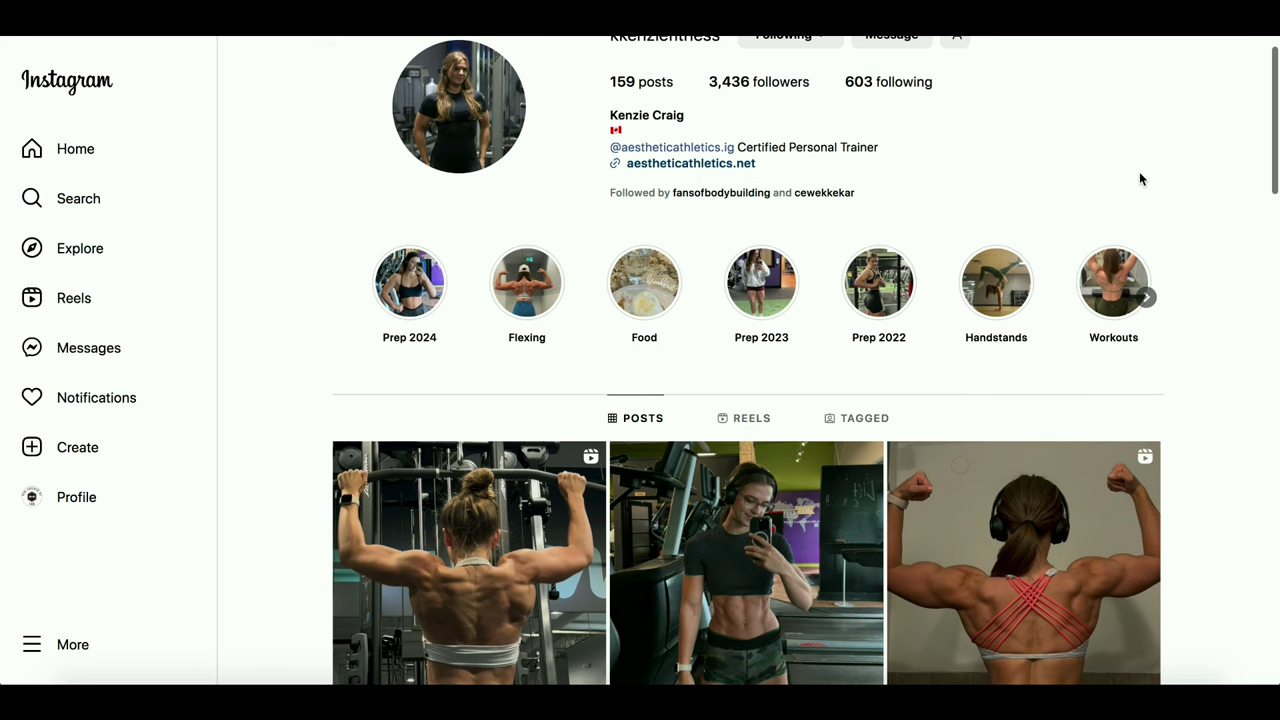 Instagram
Home
Search
Explore
Reels
Messages
Notifications
Create
Profile
More
Following
Message
159 posts 3,436 followers 603 following
Kenzie Craig
@aestheticathletics.ig Certified Personal Trainer
aestheticathletics.net
Followed by fansofbodybuilding and cewekkekar
Prep 2024 Flexing Food Prep 2023 Prep 2022 Handstands Workouts
POSTS REELS TAGGED